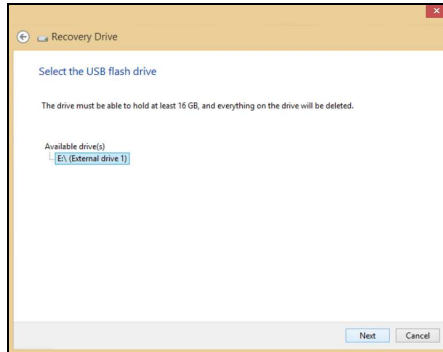 Recovery Drive
Select the USB flash drive
The drive must be able to hold at least 16 GB, and everything on the drive will be deleted.
Available drive(s)
E:\ (External drive 1)
Next Cancel